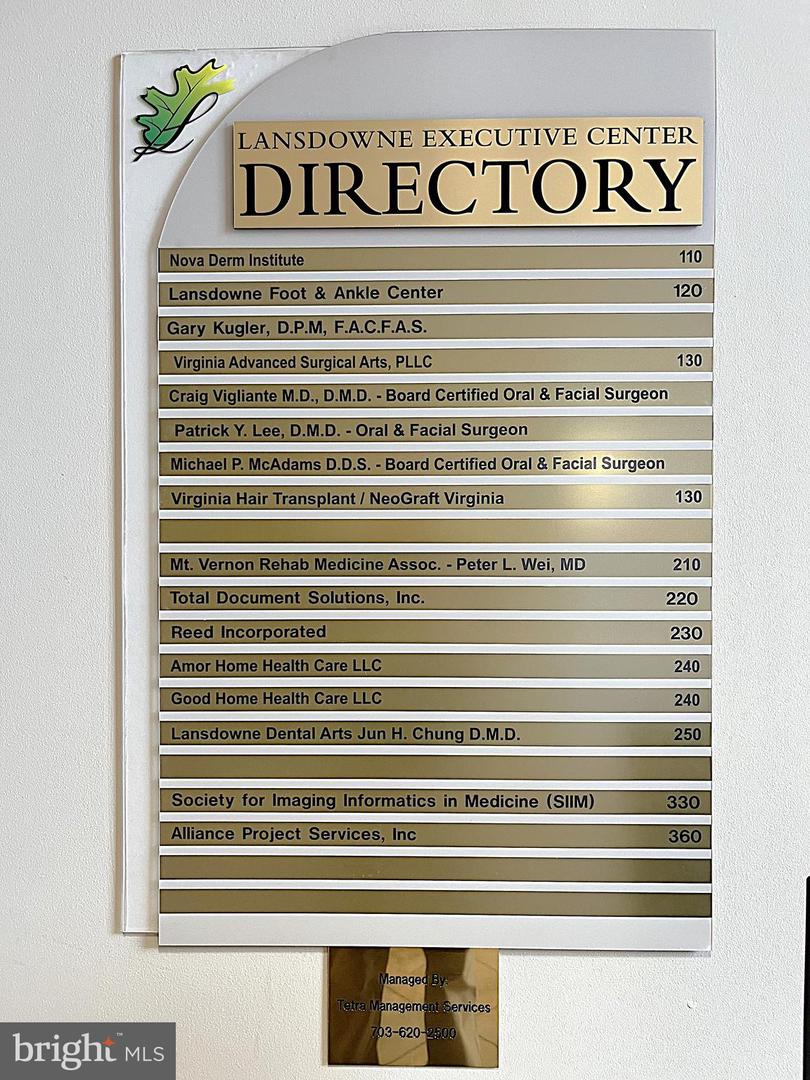 LANSDOWNE EXECUTIVE CENTER
DIRECTORY
Nova Derm Institute 110
Lansdowne Foot & Ankle Center 120
Gary Kugler, D.P.M, F.A.C.F.A.S.
Virginia Advanced Surgical Arts, PLLC 130
Craig Vigliante M.D., D.M.D. - Board Certified Oral & Facial Surgeon
Patrick Y. Lee, D.M.D. - Oral & Facial Surgeon
Michael P. McAdams D.D.S. - Board Certified Oral & Facial Surgeon
Virginia Hair Transplant / NeoGraft Virginia 130
Mt. Vernon Rehab Medicine Assoc. - Peter L. Wei, MD 210
Total Document Solutions, Inc. 220
Reed Incorporated 230
Amor Home Health Care LLC 240
Good Home Health Care LLC 240
Lansdowne Dental Arts Jun H. Chung D.M.D. 250
Society for Imaging Informatics in Medicine (SIIM) 330
Alliance Project Services, Inc 360
Managed By:
Tetra Management Services
703-620-2500
bright™ MLS